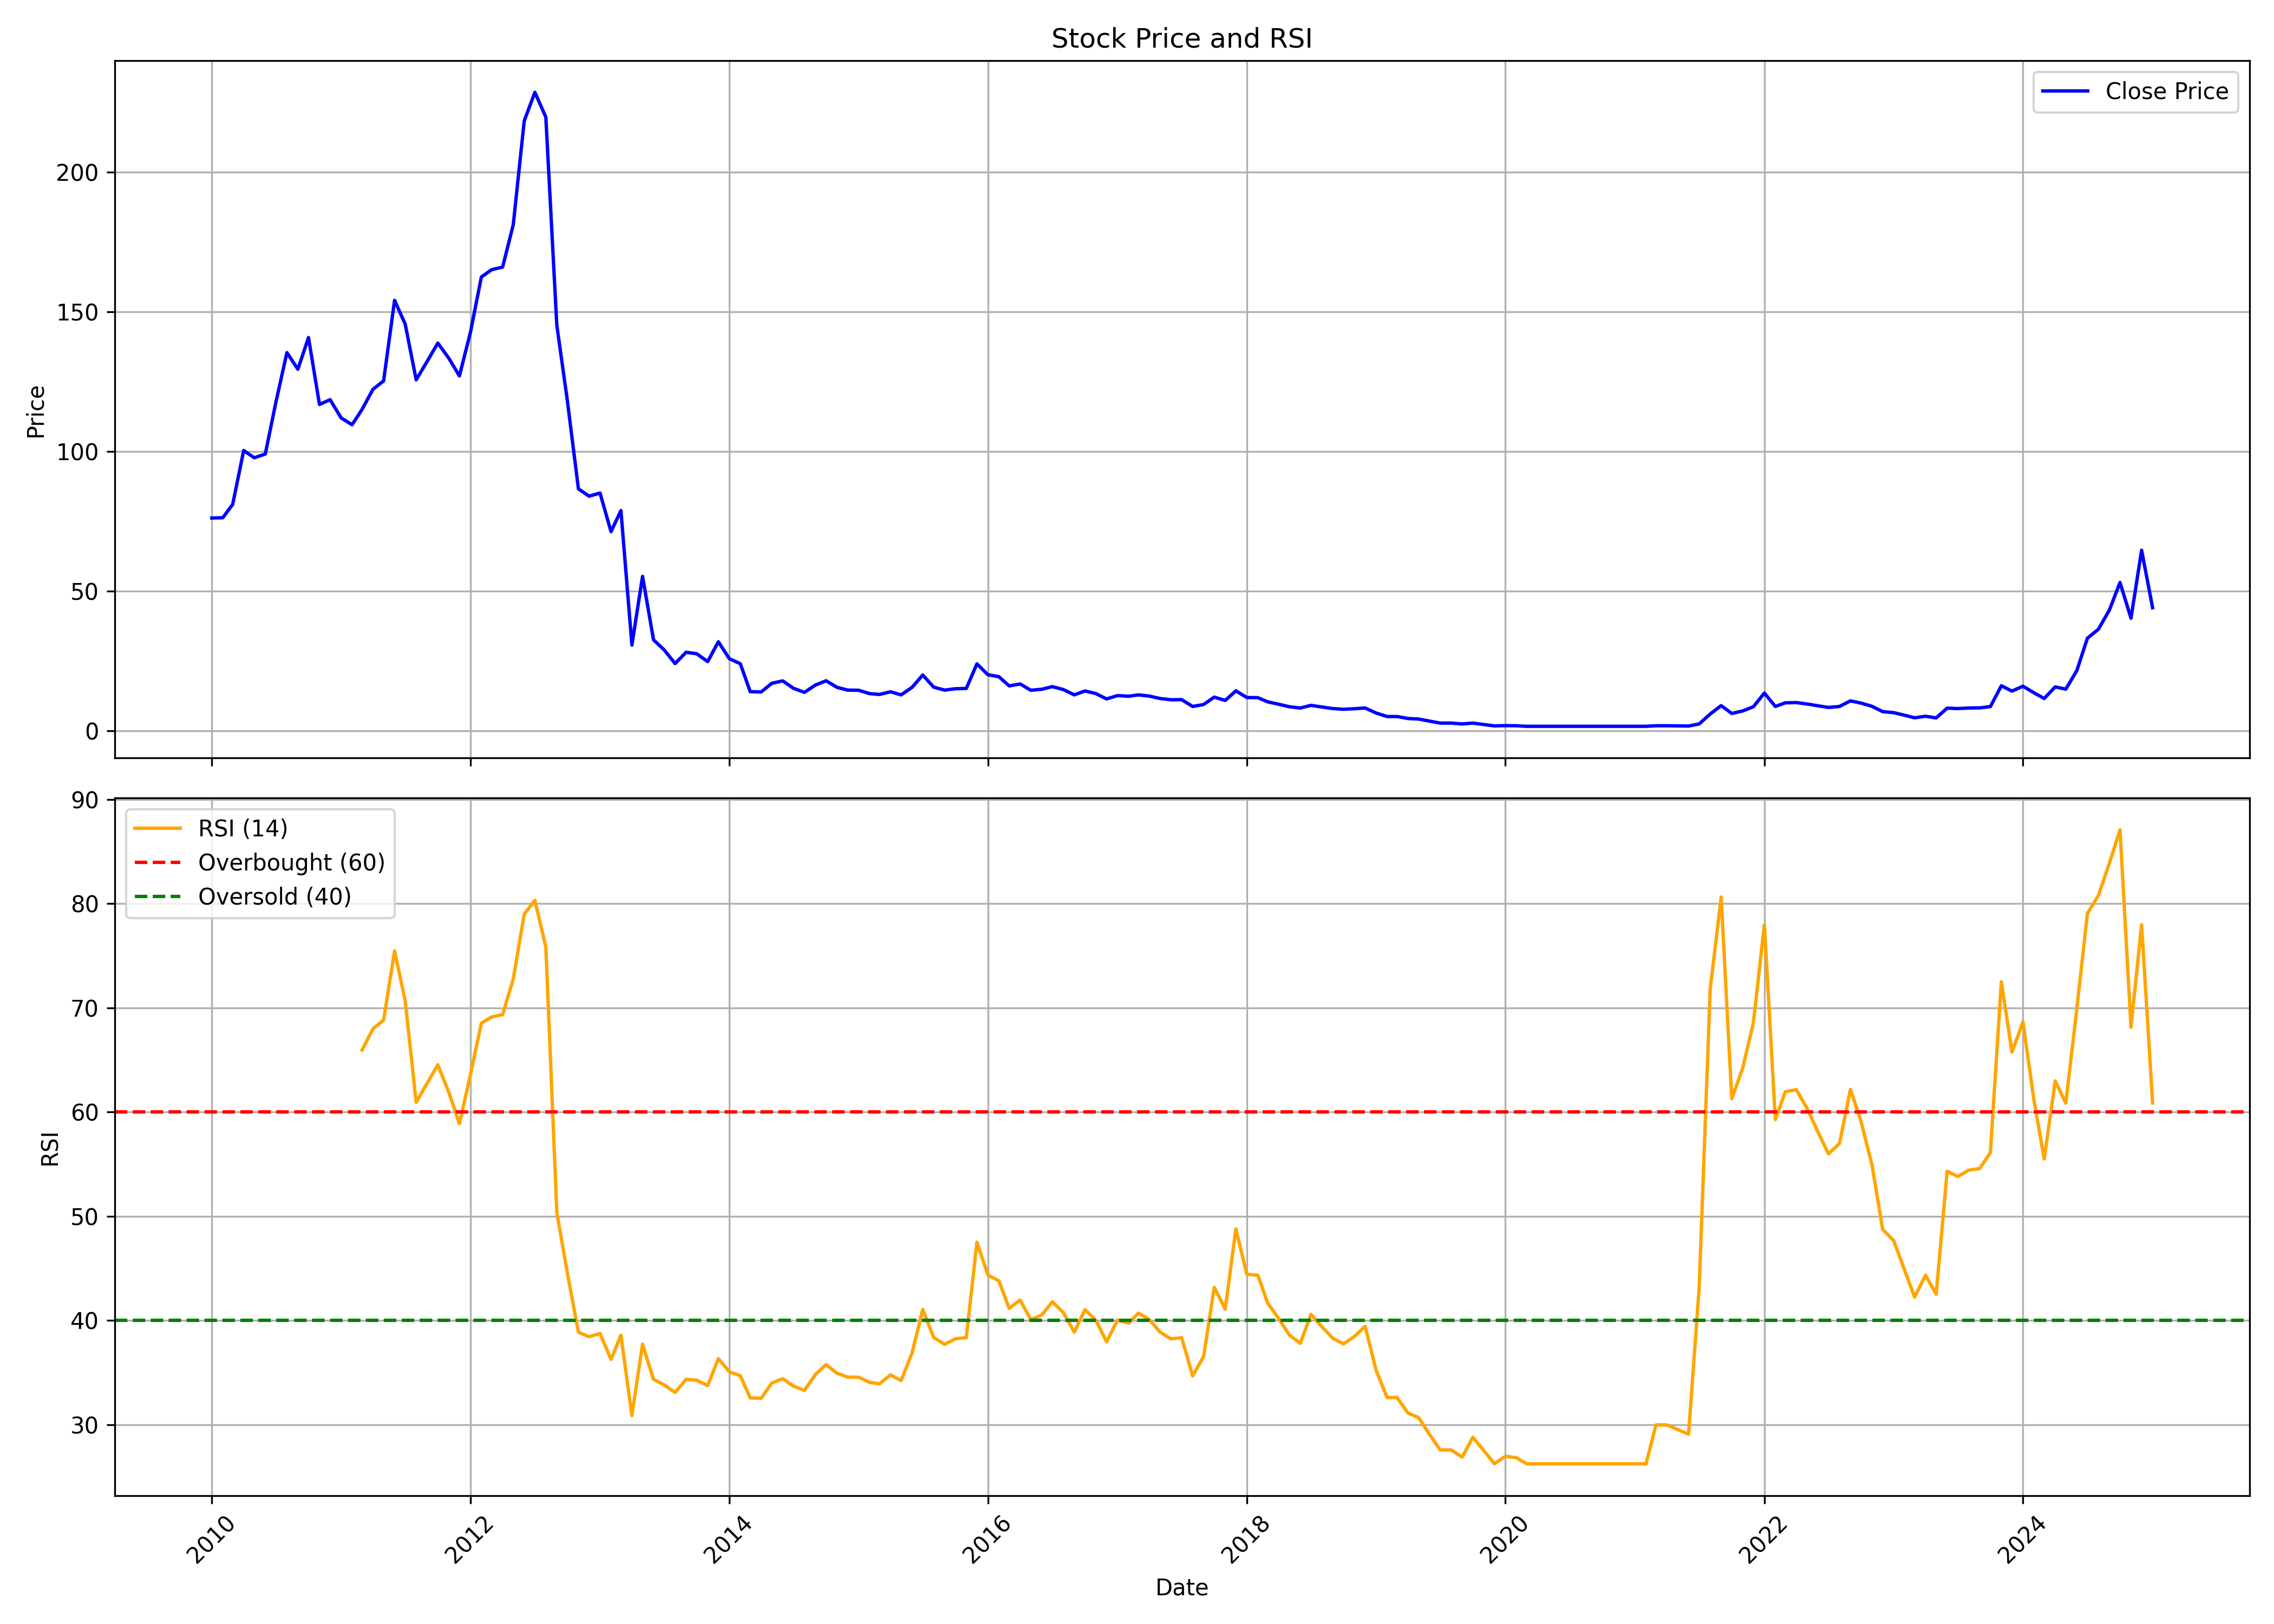 Stock Price and RSI
Close Price
Price
200
150
100
50
0
RSI (14)
Overbought (60)
Oversold (40)
RSI
90
80
70
60
50
40
30
2010
2012
2014
2016
2018
2020
2022
2024
Date